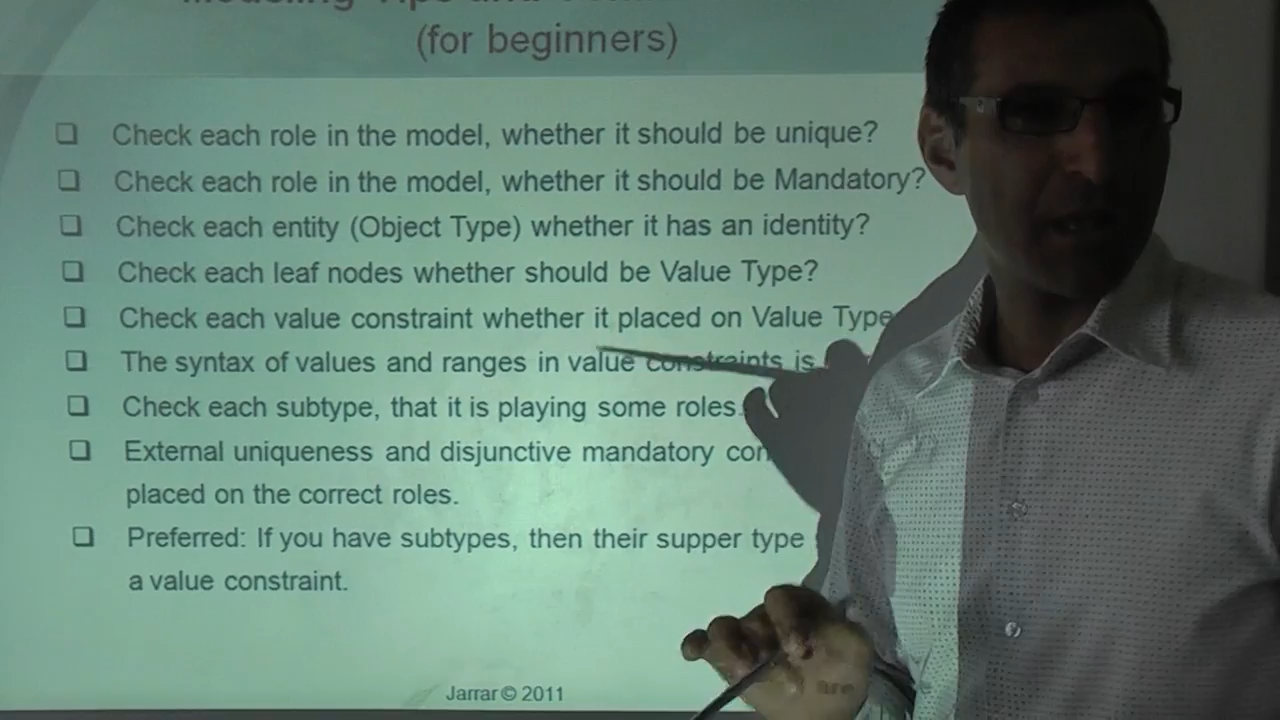 Modeling Tips and
(for beginners)
❑ Check each role in the model, whether it should be unique?
❑ Check each role in the model, whether it should be Mandatory?
❑ Check each entity (Object Type) whether it has an identity?
❑ Check each leaf nodes whether should be Value Type?
❑ Check each value constraint whether it placed on Value Type
❑ The syntax of values and ranges in value constraints is
❑ Check each subtype, that it is playing some roles.
❑ External uniqueness and disjunctive mandatory
placed on the correct roles.
❑ Preferred: If you have subtypes, then their supper type
a value constraint.
are
Jarrar © 2011